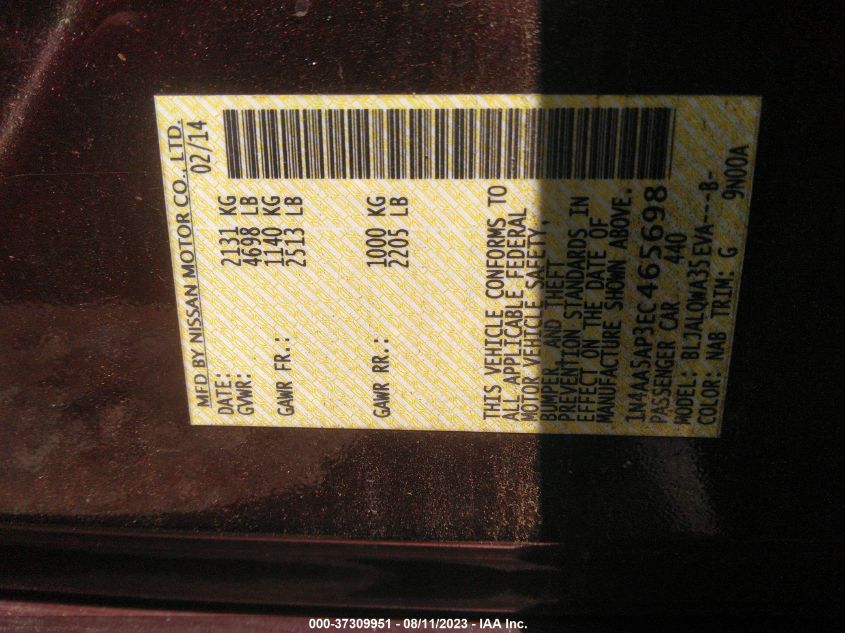 MFD BY NISSAN MOTOR CO., LTD.
DATE: 02/14
GVWR: 2131 KG
4698 LB
GAWR FR.: 1140 KG
2513 LB
GAWR RR.: 1000 KG
2205 LB
THIS VEHICLE CONFORMS TO
ALL APPLICABLE FEDERAL
MOTOR VEHICLE SAFETY,
BUMPER, AND THEFT
PREVENTION STANDARDS IN
EFFECT ON THE DATE OF
MANUFACTURE SHOWN ABOVE.
1N4AA5AP3EC465698
PASSENGER CAR 440
MODEL: BLJALQWA35EVA---B-
COLOR: NAB TRIM: G 9N00A
000-37309951 - 08/11/2023 - IAA Inc.